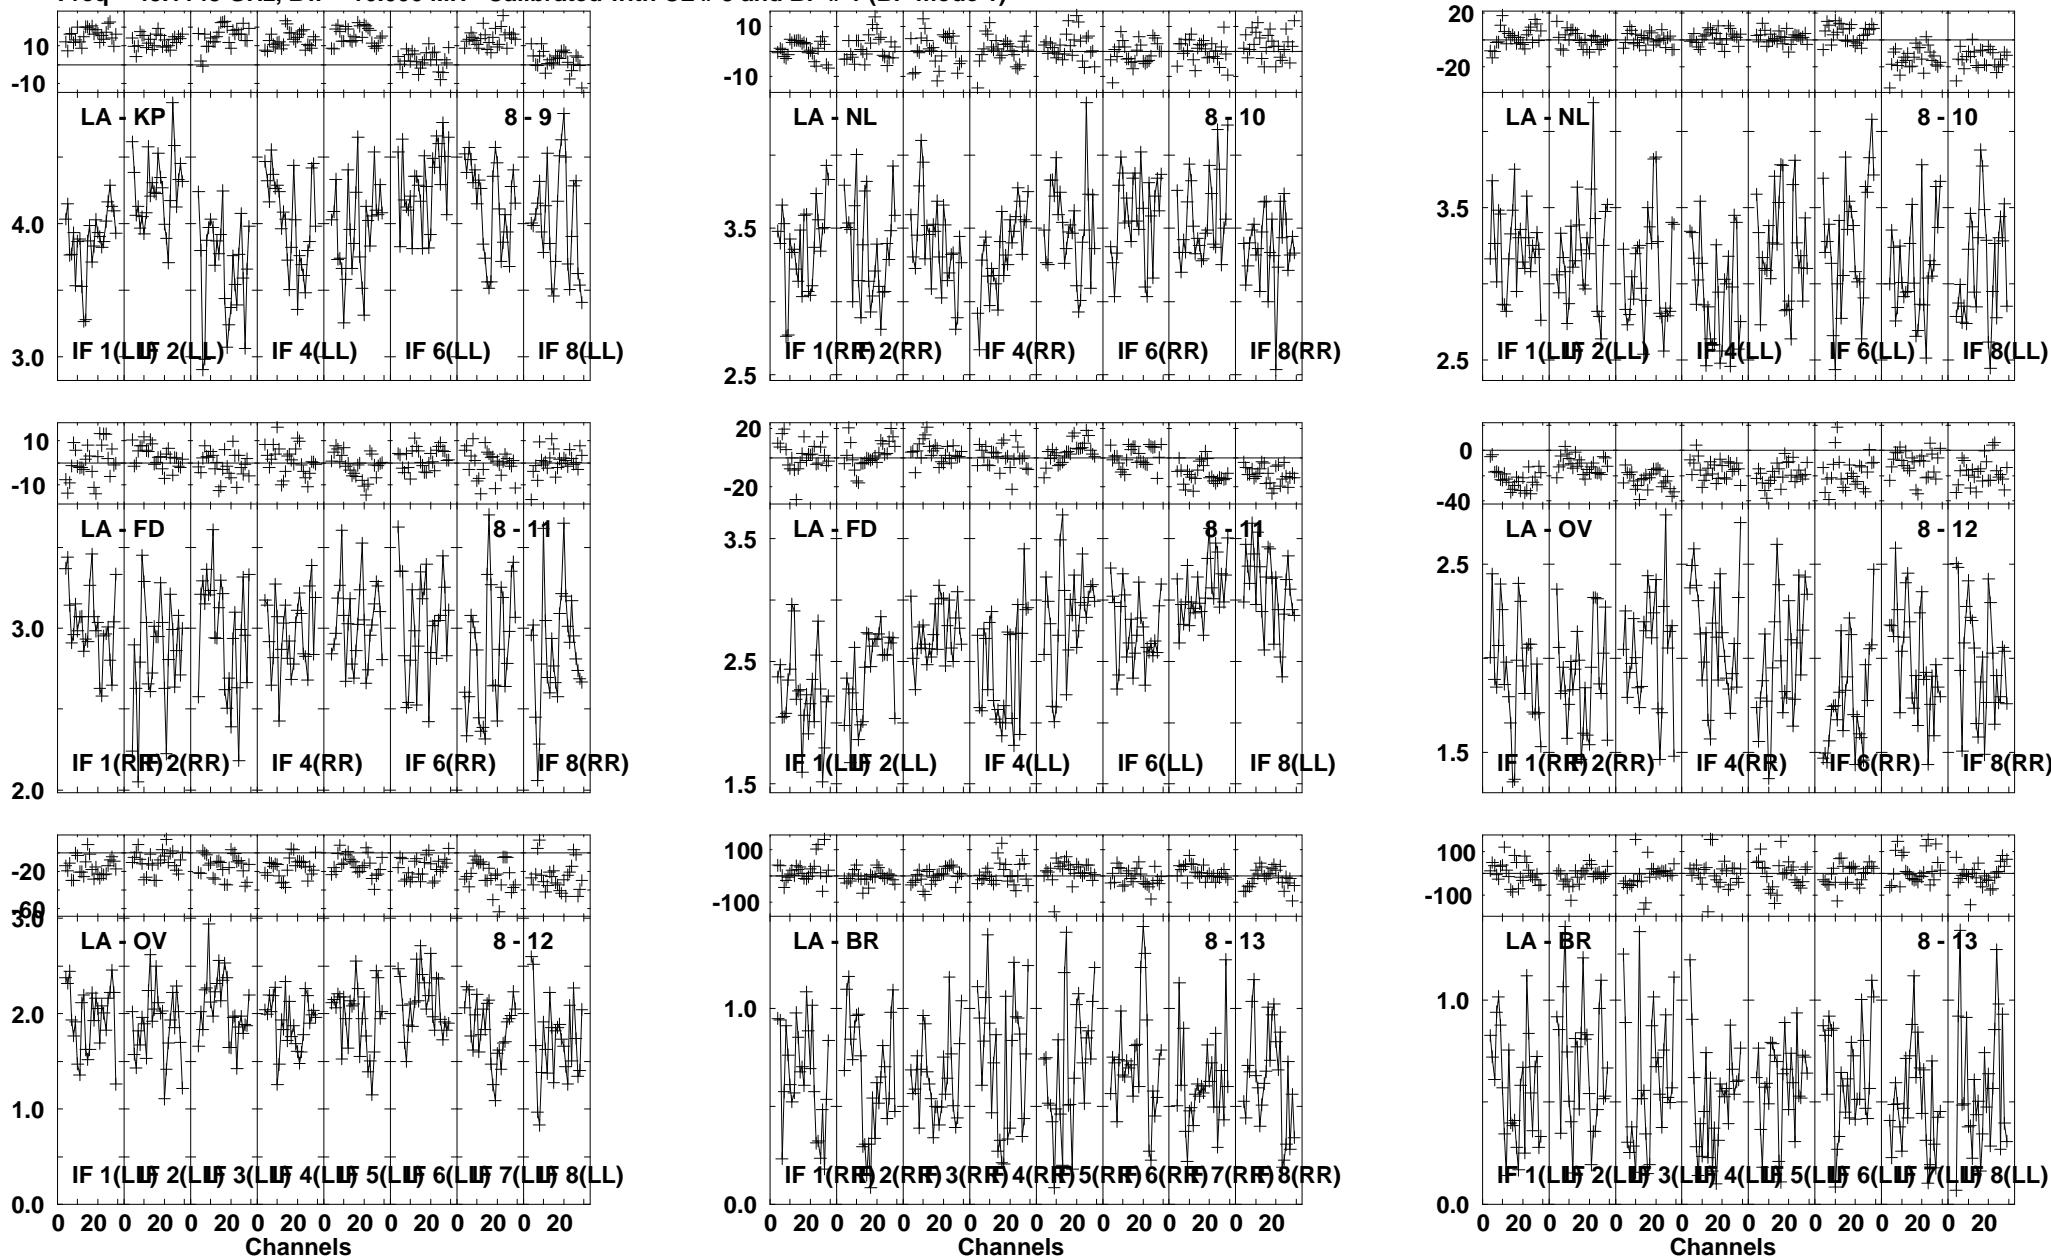 10
-10
LA - KP 8 - 9
4.0
3.0
IF 1(LL) IF 2(LL) IF 4(LL) IF 6(LL) IF 8(LL)
10
-10
LA - NL 8 - 10
3.5
2.5
IF 1(RR) IF 2(RR) IF 4(RR) IF 6(RR) IF 8(RR)
20
-20
LA - NL 8 - 10
3.5
2.5
IF 1(LL) IF 2(LL) IF 4(LL) IF 6(LL) IF 8(LL)
10
-10
LA - FD 8 - 11
3.0
2.0
IF 1(RR) IF 2(RR) IF 4(RR) IF 6(RR) IF 8(RR)
20
-20
LA - FD 8 - 11
3.5
2.5
1.5
IF 1(LL) IF 2(LL) IF 4(LL) IF 6(LL) IF 8(LL)
0
-40
LA - OV 8 - 12
2.5
1.5
IF 1(RR) IF 2(RR) IF 4(RR) IF 6(RR) IF 8(RR)
-20
-60
3.0
LA - OV 8 - 12
2.0
1.0
0.0
IF 1(LL) IF 2(LL) IF 3(LL) IF 4(LL) IF 5(LL) IF 6(LL) IF 7(LL) IF 8(LL)
0 20 0 20 0 20 0 20 0 20 0 20 0 20 0 20
Channels
100
-100
LA - BR 8 - 13
1.0
0.0
IF 1(RR) IF 2(RR) IF 3(RR) IF 4(RR) IF 5(RR) IF 6(RR) IF 7(RR) IF 8(RR)
0 20 0 20 0 20 0 20 0 20 0 20 0 20 0 20
Channels
100
-100
LA - BR 8 - 13
1.0
0.0
IF 1(LL) IF 2(LL) IF 3(LL) IF 4(LL) IF 5(LL) IF 6(LL) IF 7(LL) IF 8(LL)
0 20 0 20 0 20 0 20 0 20 0 20 0 20 0 20
Channels